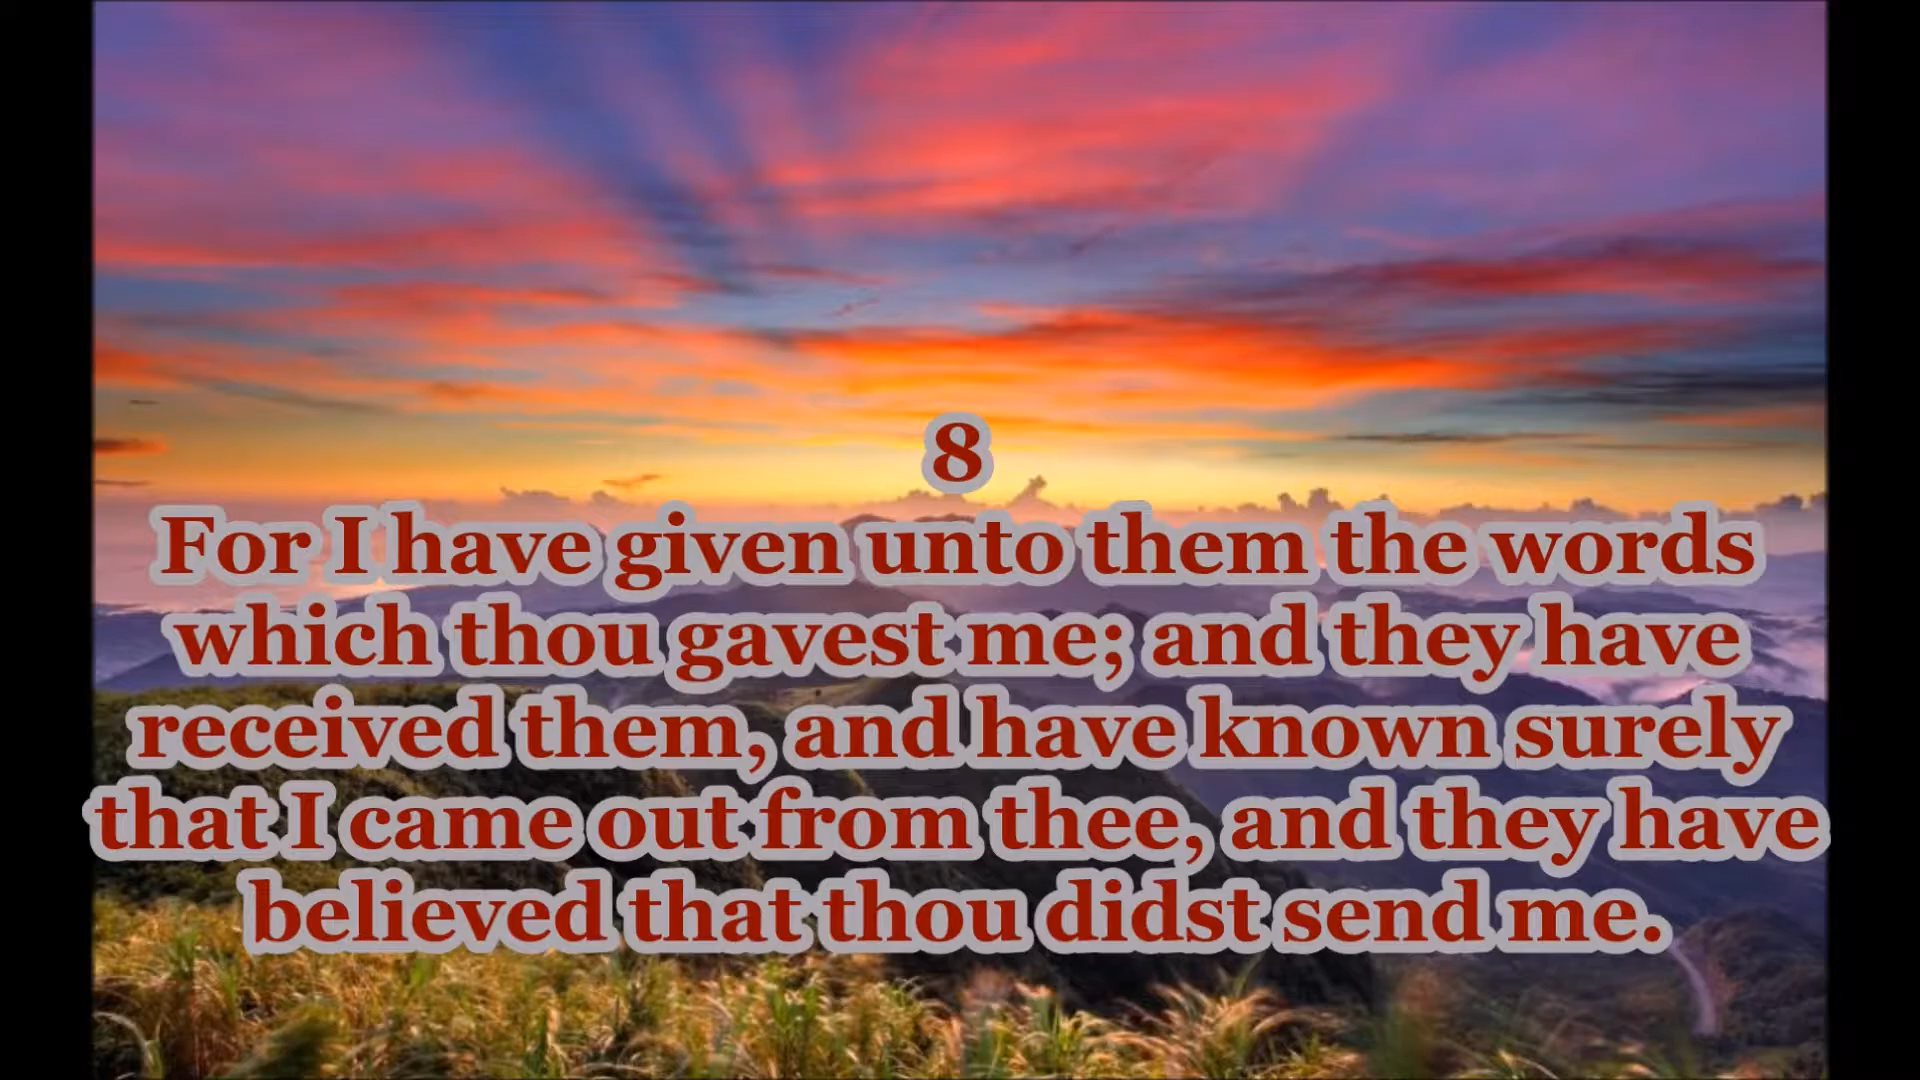 8
For I have given unto them the words
which thou gavest me; and they have
received them, and have known surely
that I came out from thee, and they have
believed that thou didst send me.